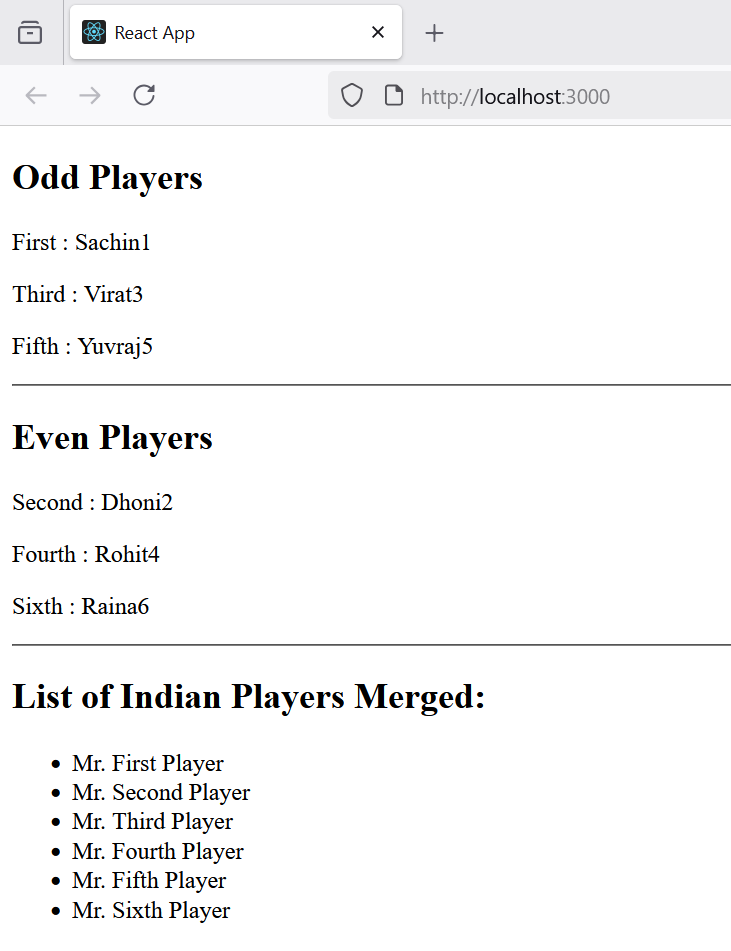 React App
http://localhost:3000
Odd Players
First : Sachin1
Third : Virat3
Fifth : Yuvraj5
Even Players
Second : Dhoni2
Fourth : Rohit4
Sixth : Raina6
List of Indian Players Merged:
Mr. First Player
Mr. Second Player
Mr. Third Player
Mr. Fourth Player
Mr. Fifth Player
Mr. Sixth Player